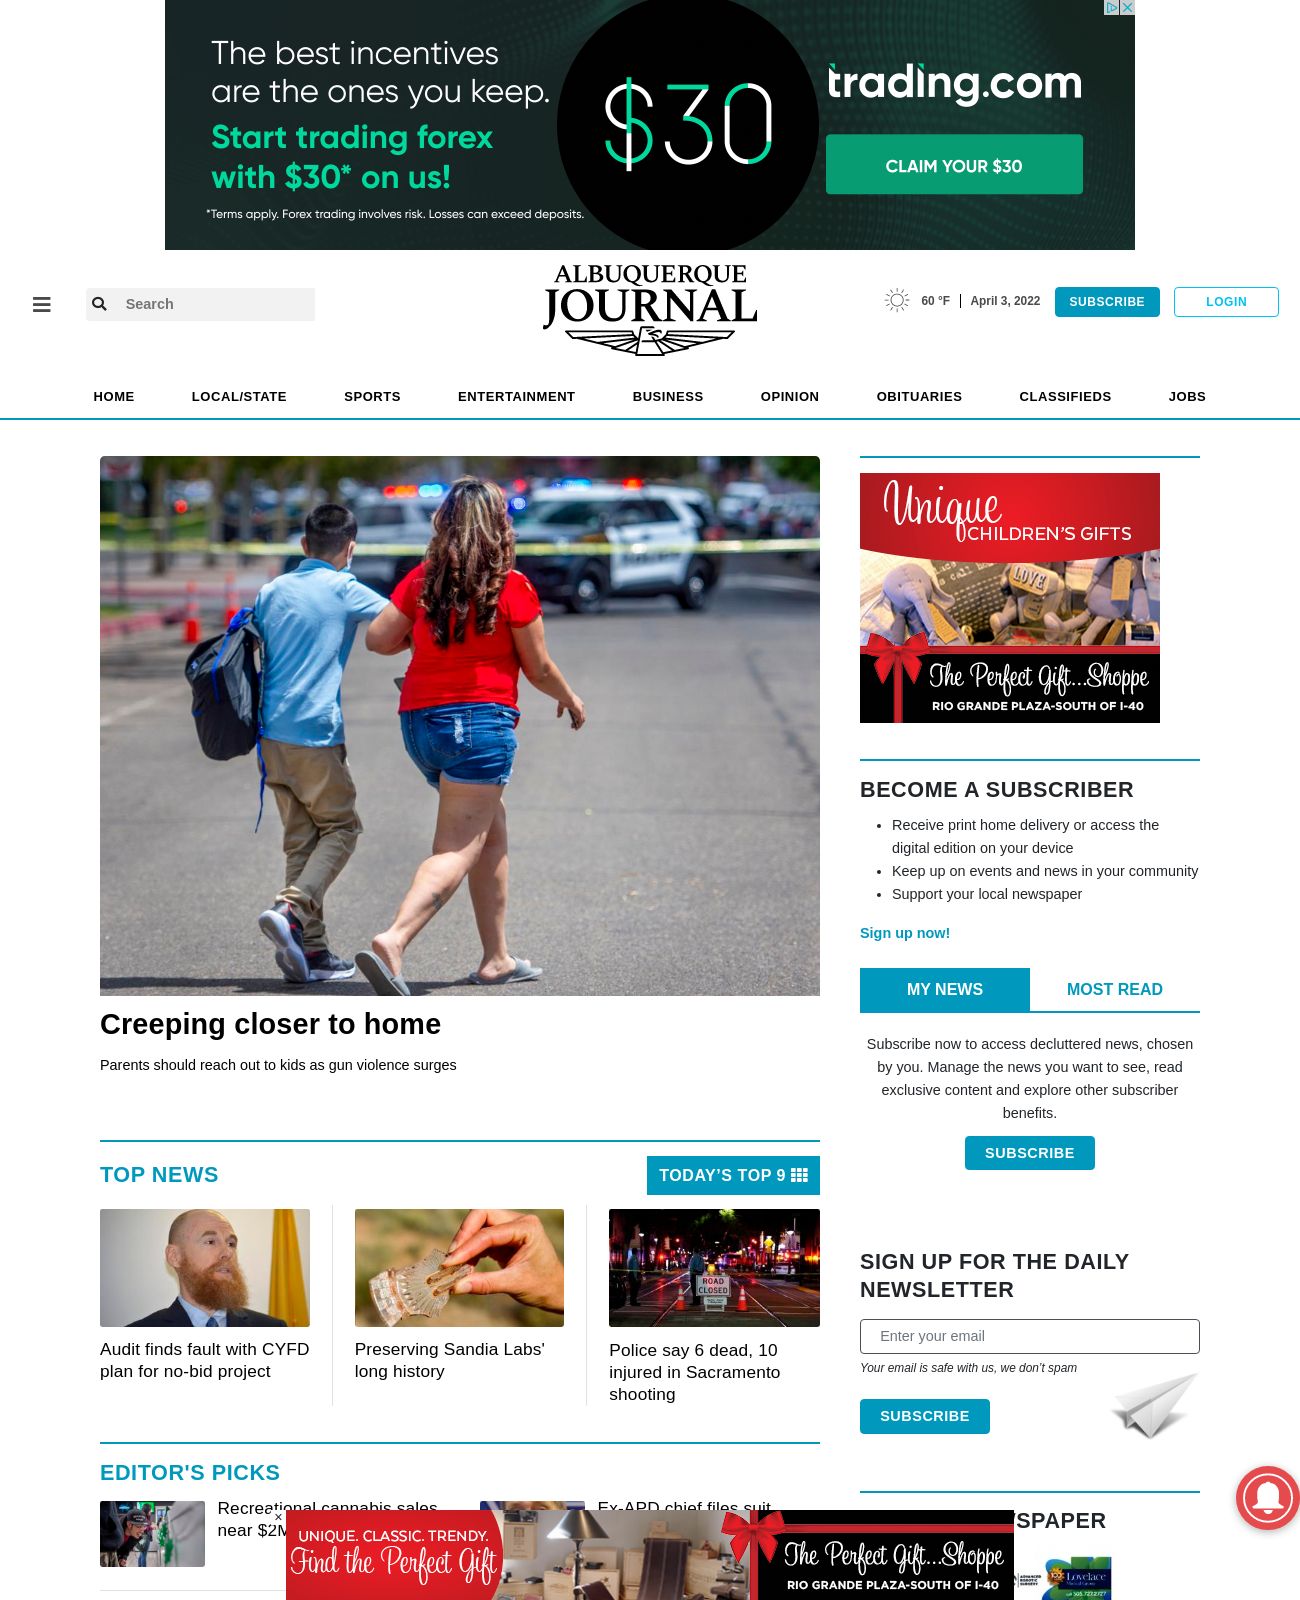 The best incentives
are the ones you keep.
Start trading forex
with $30* on us!
*Terms apply. Forex trading involves risk. Losses can exceed deposits.
$30
trading.com
CLAIM YOUR $30
Search
ALBUQUERQUE
JOURNAL
60 °F
April 3, 2022
SUBSCRIBE
LOGIN
HOME
LOCAL/STATE
SPORTS
ENTERTAINMENT
BUSINESS
OPINION
OBITUARIES
CLASSIFIEDS
JOBS
Creeping closer to home
Parents should reach out to kids as gun violence surges
TOP NEWS
TODAY’S TOP 9
ROAD
CLOSED
Audit finds fault with CYFD
plan for no-bid project
Preserving Sandia Labs'
long history
Police say 6 dead, 10
injured in Sacramento
shooting
EDITOR'S PICKS
Recreational cannabis sales
near $2M
Ex-APD chief files suit
Unique
CHILDREN'S GIFTS
LOVE
The Perfect Gift...Shoppe
RIO GRANDE PLAZA-SOUTH OF I-40
BECOME A SUBSCRIBER
• Receive print home delivery or access the
digital edition on your device
• Keep up on events and news in your community
• Support your local newspaper
Sign up now!
MY NEWS
MOST READ
Subscribe now to access decluttered news, chosen
by you. Manage the news you want to see, read
exclusive content and explore other subscriber
benefits.
SUBSCRIBE
SIGN UP FOR THE DAILY
NEWSLETTER
Enter your email
Your email is safe with us, we don’t spam
SUBSCRIBE
SPAPER
ADVANCED
ROBOTIC
SURGERY
Lovelace
×
UNIQUE. CLASSIC. TRENDY.
Find the Perfect Gift
The Perfect Gift...Shoppe
RIO GRANDE PLAZA-SOUTH OF I-40